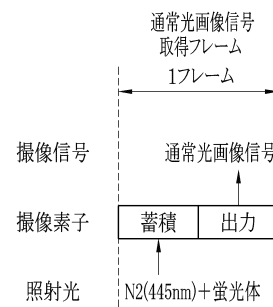 通常光画像信号
取得フレーム
1フレーム
撮像信号
通常光画像信号
撮像素子
蓄積
出力
照射光
N2(445nm)+蛍光体